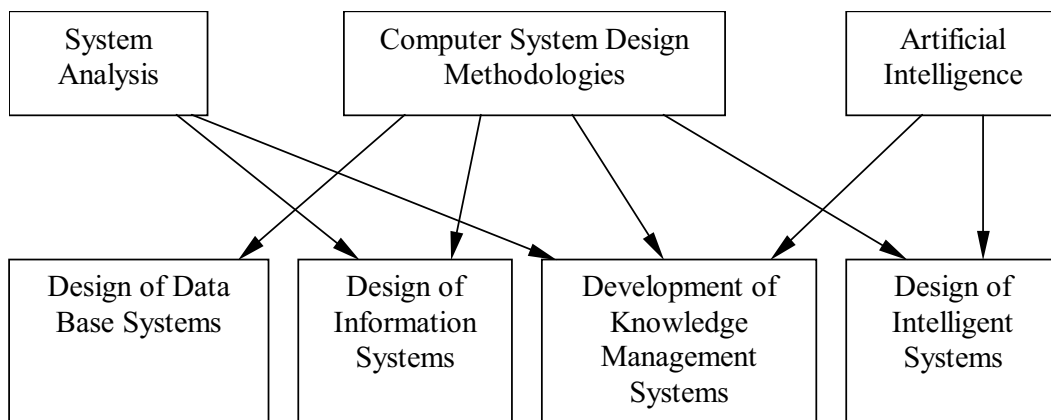 System
Analysis
Computer System Design
Methodologies
Artificial
Intelligence
Design of Data
Base Systems
Design of
Information
Systems
Development of
Knowledge
Management
Systems
Design of
Intelligent
Systems